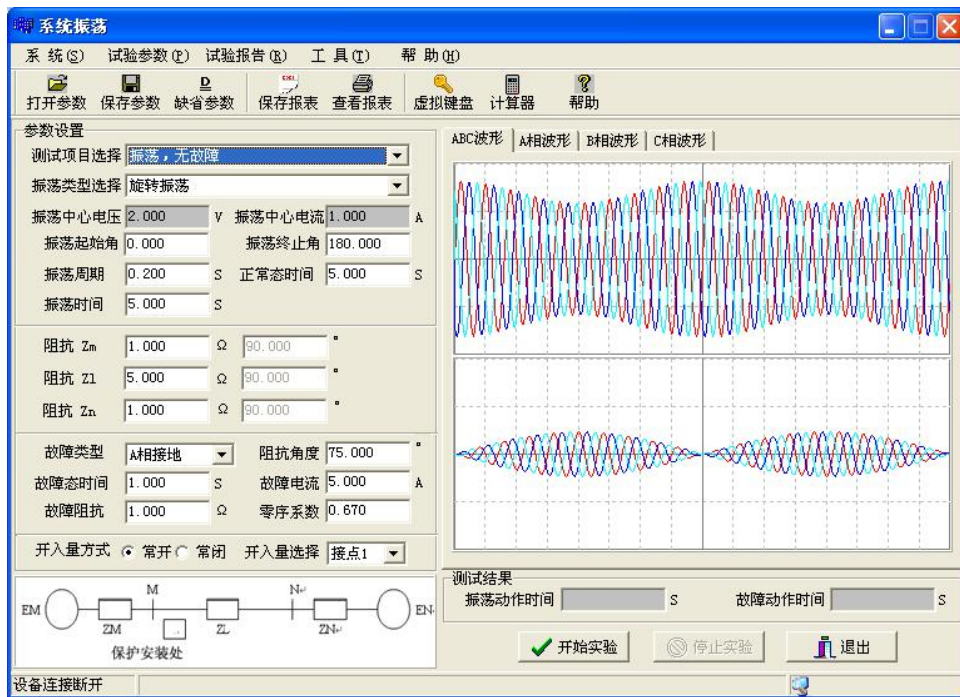 系统振荡
系 统(S) 试验参数(P) 试验报告(R) 工 具(T) 帮 助(H)
打开参数 保存参数 D 缺省参数 保存报表 查看报表 虚拟键盘 计算器 帮助
参数设置
测试项目选择 振荡，无故障
振荡类型选择 旋转振荡
振荡中心电压 2.000 V 振荡中心电流 1.000 A
振荡起始角 0.000 振荡终止角 180.000
振荡周期 0.200 S 正常态时间 5.000 S
振荡时间 5.000 S
阻抗 Zm 1.000 Ω 90.000 °
阻抗 Zl 5.000 Ω 90.000 °
阻抗 Zn 1.000 Ω 90.000 °
故障类型 A相接地 阻抗角度 75.000 °
故障态时间 1.000 S 故障电流 5.000 A
故障阻抗 1.000 Ω 零序系数 0.670
开入量方式 常开 常闭 开入量选择 接点1
EM M N EN
ZM ZL ZN
保护安装处
ABC波形 A相波形 B相波形 C相波形
测试结果
振荡动作时间 S 故障动作时间 S
开始实验 停止实验 退出
设备连接断开